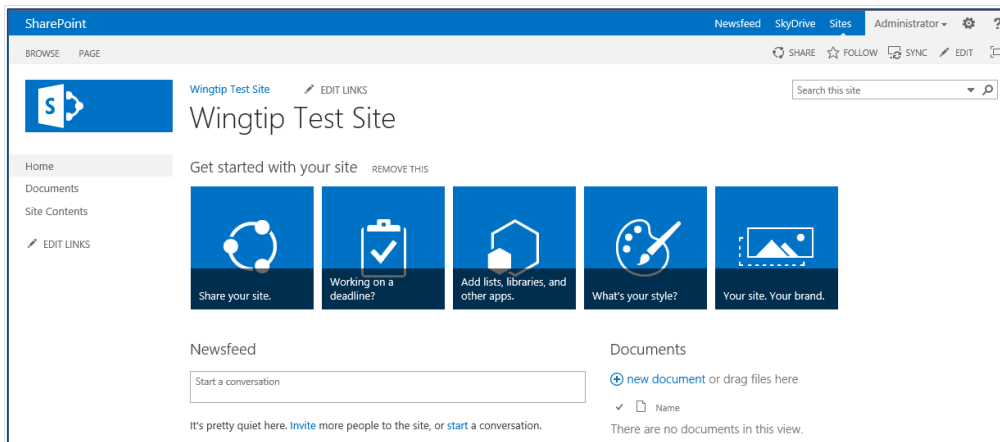 SharePoint
Newsfeed SkyDrive Sites Administrator ?
BROWSE PAGE
SHARE FOLLOW SYNC EDIT
S
Wingtip Test Site EDIT LINKS
Search this site
Wingtip Test Site
Home
Documents
Site Contents
EDIT LINKS
Get started with your site REMOVE THIS
Share your site.
Working on a
deadline?
Add lists, libraries, and
other apps.
What's your style?
Your site. Your brand.
Newsfeed
Start a conversation
It's pretty quiet here. Invite more people to the site, or start a conversation.
Documents
new document or drag files here
Name
There are no documents in this view.